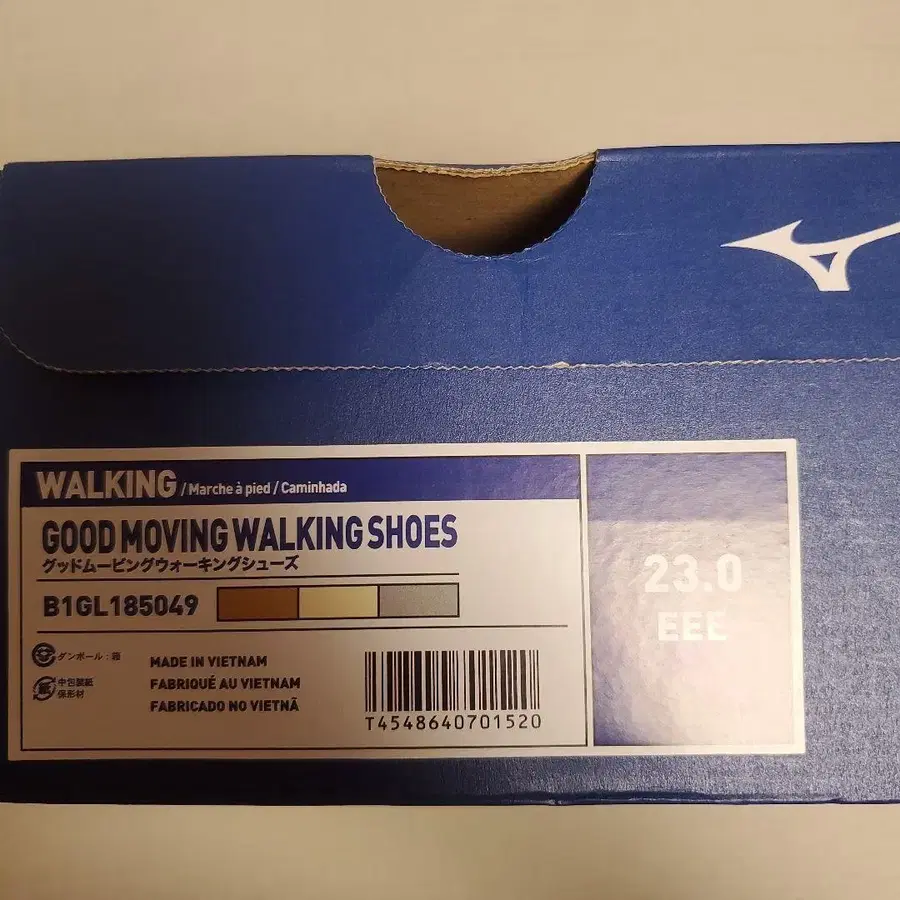 WALKING / Marche à pied / Caminhada
GOOD MOVING WALKING SHOES
グッドムービングウォーキングシューズ
B1GL185049
23.0
EEE
ダンボール : 箱
紙
中包装紙
保形材
MADE IN VIETNAM
FABRIQUÉ AU VIETNAM
FABRICADO NO VIETNÃ
T4548640701520